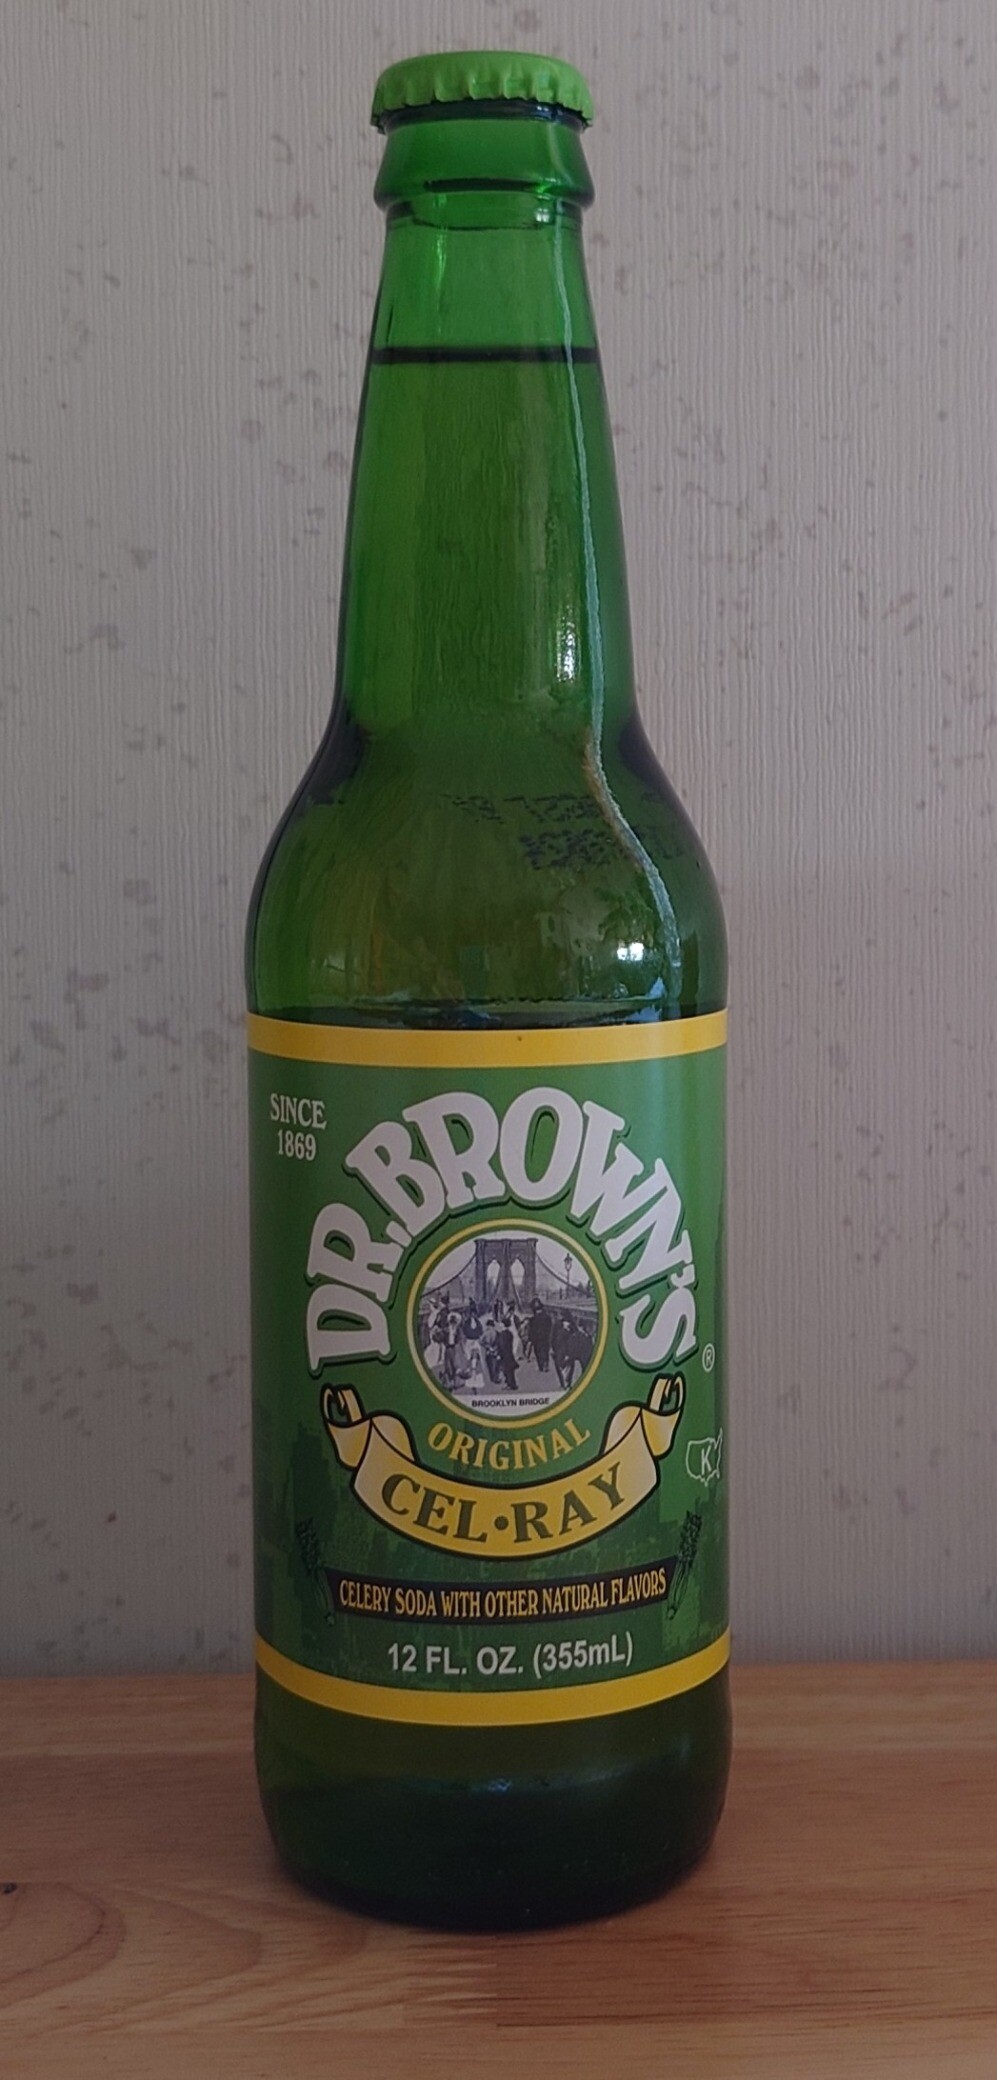 SINCE
1869
DR. BROWN'S
®
BROOKLYN BRIDGE
ORIGINAL
CEL•RAY
K
CELERY SODA WITH OTHER NATURAL FLAVORS
12 FL. OZ. (355mL)